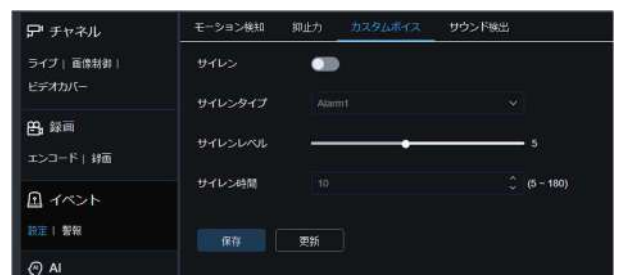 チャネル
ライブ | 画像制御 |
ビデオカバー
録画
エンコード | 録画
イベント
設定 | 警報
AI
モーション検知 抑止力 カスタムボイス サウンド検出
サイレン
サイレンタイプ Alarm1
サイレンレベル 5
サイレン時間 10 (5 ~ 180)
保存 更新